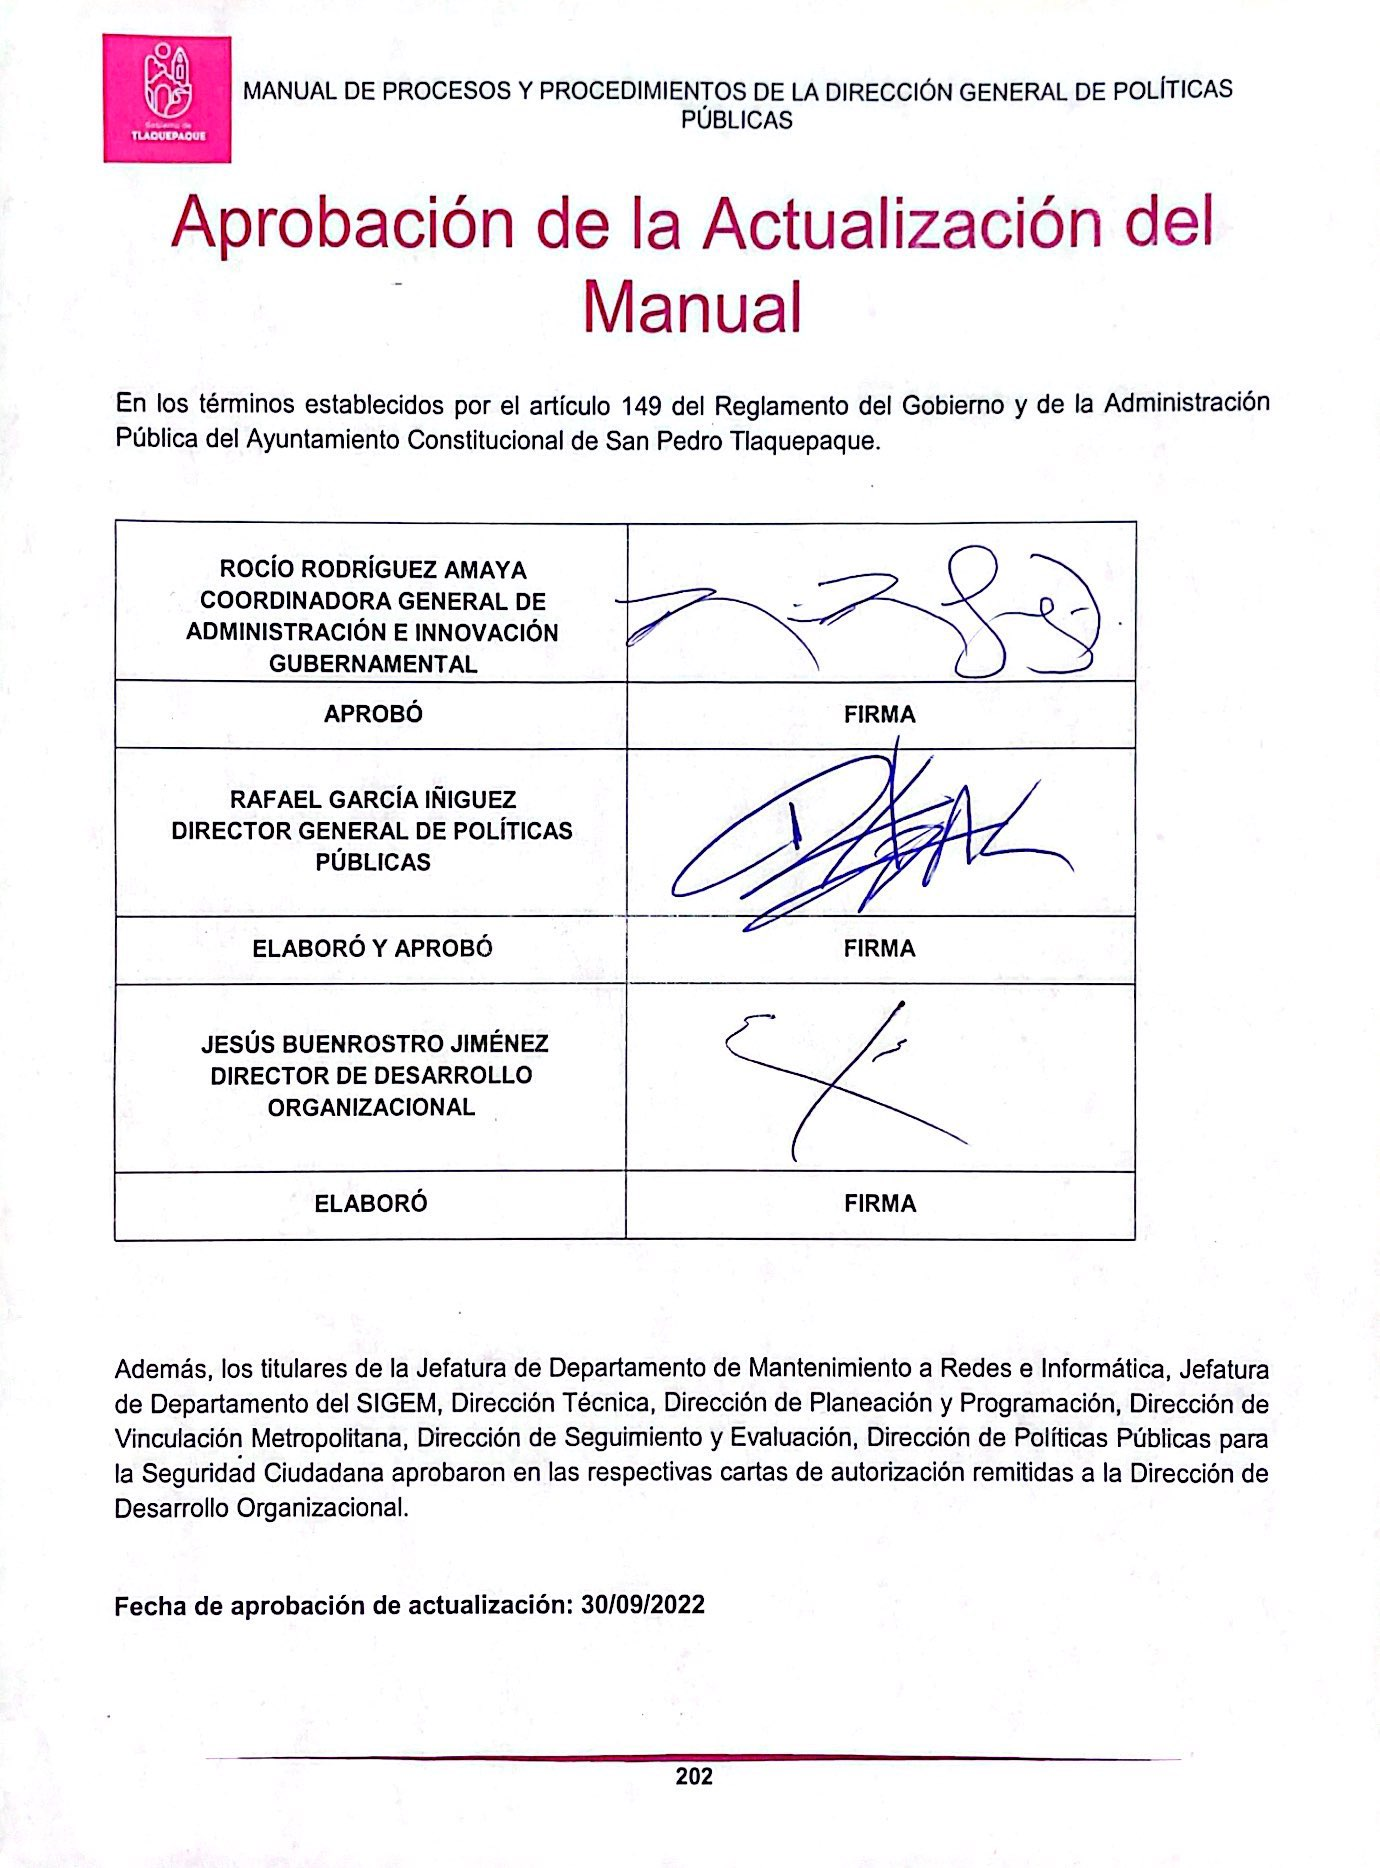 Gobierno de
TLAQUEPAQUE
MANUAL DE PROCESOS Y PROCEDIMIENTOS DE LA DIRECCIÓN GENERAL DE POLÍTICAS
PÚBLICAS
Aprobación de la Actualización del
Manual
En los términos establecidos por el artículo 149 del Reglamento del Gobierno y de la Administración
Pública del Ayuntamiento Constitucional de San Pedro Tlaquepaque.
ROCÍO RODRÍGUEZ AMAYA
COORDINADORA GENERAL DE
ADMINISTRACIÓN E INNOVACIÓN
GUBERNAMENTAL
APROBÓ
FIRMA
RAFAEL GARCÍA IÑIGUEZ
DIRECTOR GENERAL DE POLÍTICAS
PÚBLICAS
ELABORÓ Y APROBÓ
FIRMA
JESÚS BUENROSTRO JIMÉNEZ
DIRECTOR DE DESARROLLO
ORGANIZACIONAL
ELABORÓ
FIRMA
Además, los titulares de la Jefatura de Departamento de Mantenimiento a Redes e Informática, Jefatura
de Departamento del SIGEM, Dirección Técnica, Dirección de Planeación y Programación, Dirección de
Vinculación Metropolitana, Dirección de Seguimiento y Evaluación, Dirección de Políticas Públicas para
la Seguridad Ciudadana aprobaron en las respectivas cartas de autorización remitidas a la Dirección de
Desarrollo Organizacional.
Fecha de aprobación de actualización: 30/09/2022
202